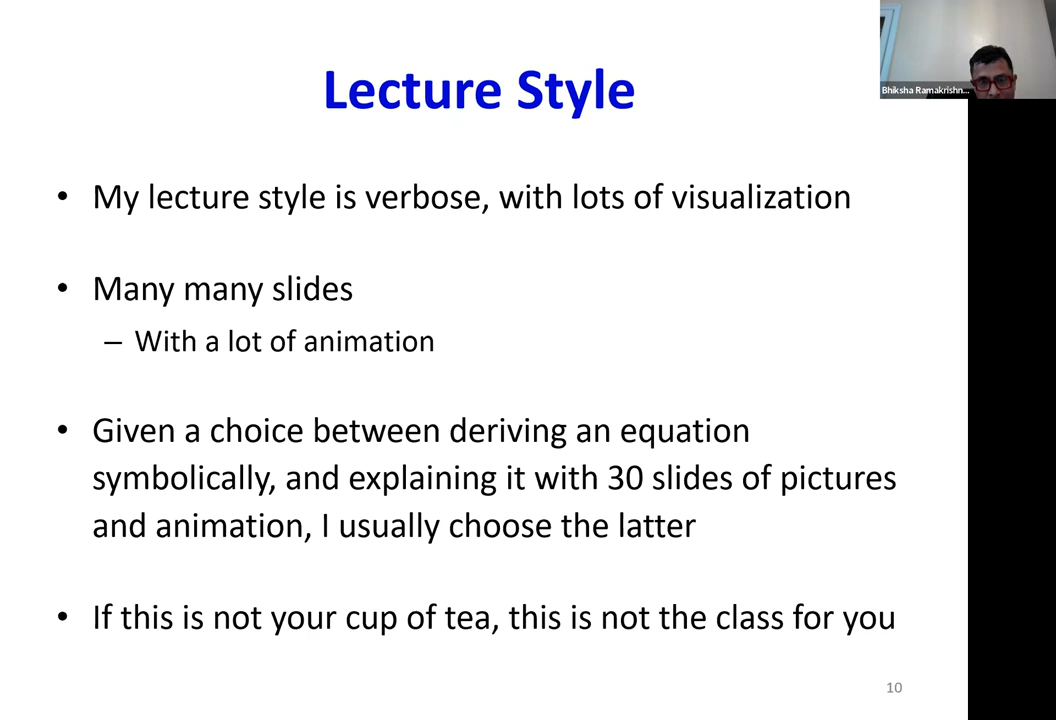 Lecture Style
Bhiksha Ramakrishn...
• My lecture style is verbose, with lots of visualization
• Many many slides
– With a lot of animation
• Given a choice between deriving an equation
symbolically, and explaining it with 30 slides of pictures
and animation, I usually choose the latter
• If this is not your cup of tea, this is not the class for you
10